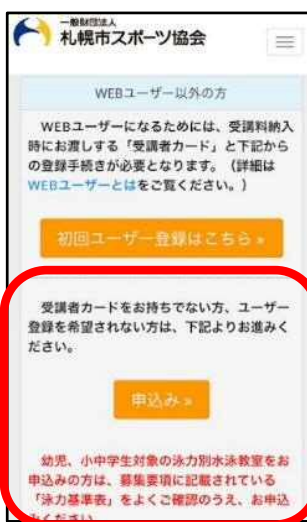 一般財団法人
札幌市スポーツ協会
WEBユーザー以外の方
WEBユーザーになるためには、受講料納入
時にお渡しする「受講者カード」と下記から
の登録手続きが必要となります。（詳細は
WEBユーザーとはをご覧ください。）
初回ユーザー登録はこちら »
受講者カードをお持ちでない方、ユーザー
登録を希望されない方は、下記よりお進みく
ださい。
申込み »
幼児、小中学生対象の泳力別水泳教室をお
申込みの方は、募集要項に記載されている
「泳力基準表」をよくご確認のうえ、お申込
みください。